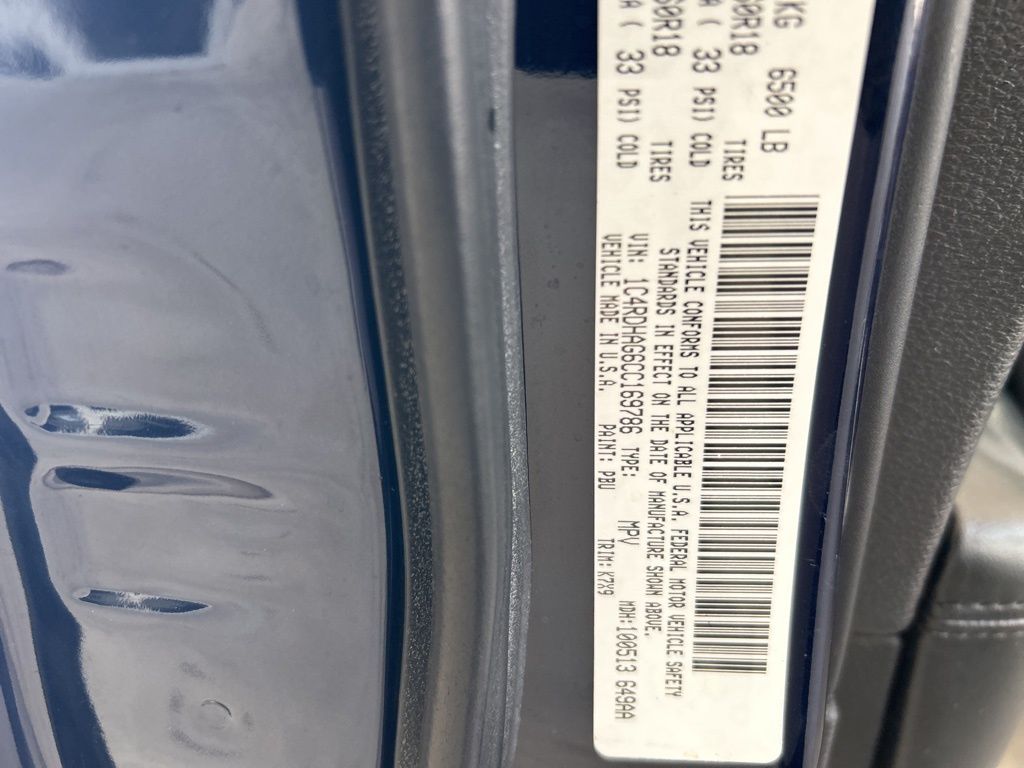 KG 6500 LB
0R18 TIRES
A ( 33 PSI) COLD
60R18 TIRES
A ( 33 PSI) COLD
THIS VEHICLE CONFORMS TO ALL APPLICABLE U.S.A. FEDERAL MOTOR VEHICLE SAFETY
STANDARDS IN EFFECT ON THE DATE OF MANUFACTURE SHOWN ABOVE.
VIN: 1C4RDHAG6CC169786 TYPE: MPV MDH: 100513 649AA
VEHICLE MADE IN U.S.A. PAINT: PBU TRIM: K7X9